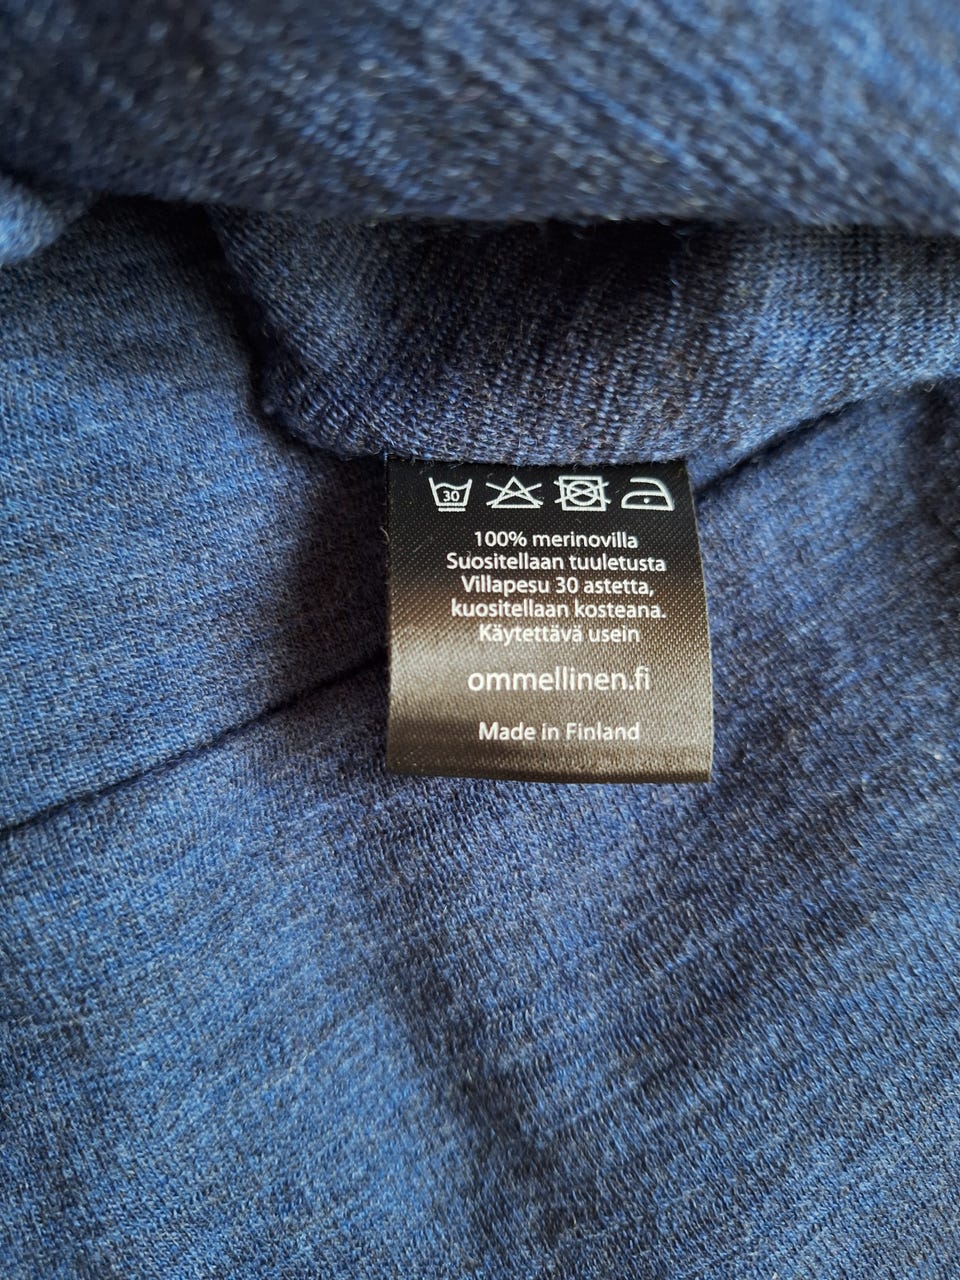 30
100% merinovilla
Suositellaan tuuletusta
Villapesu 30 astetta,
kuositellaan kosteana.
Käytettävä usein
ommellinen.fi
Made in Finland